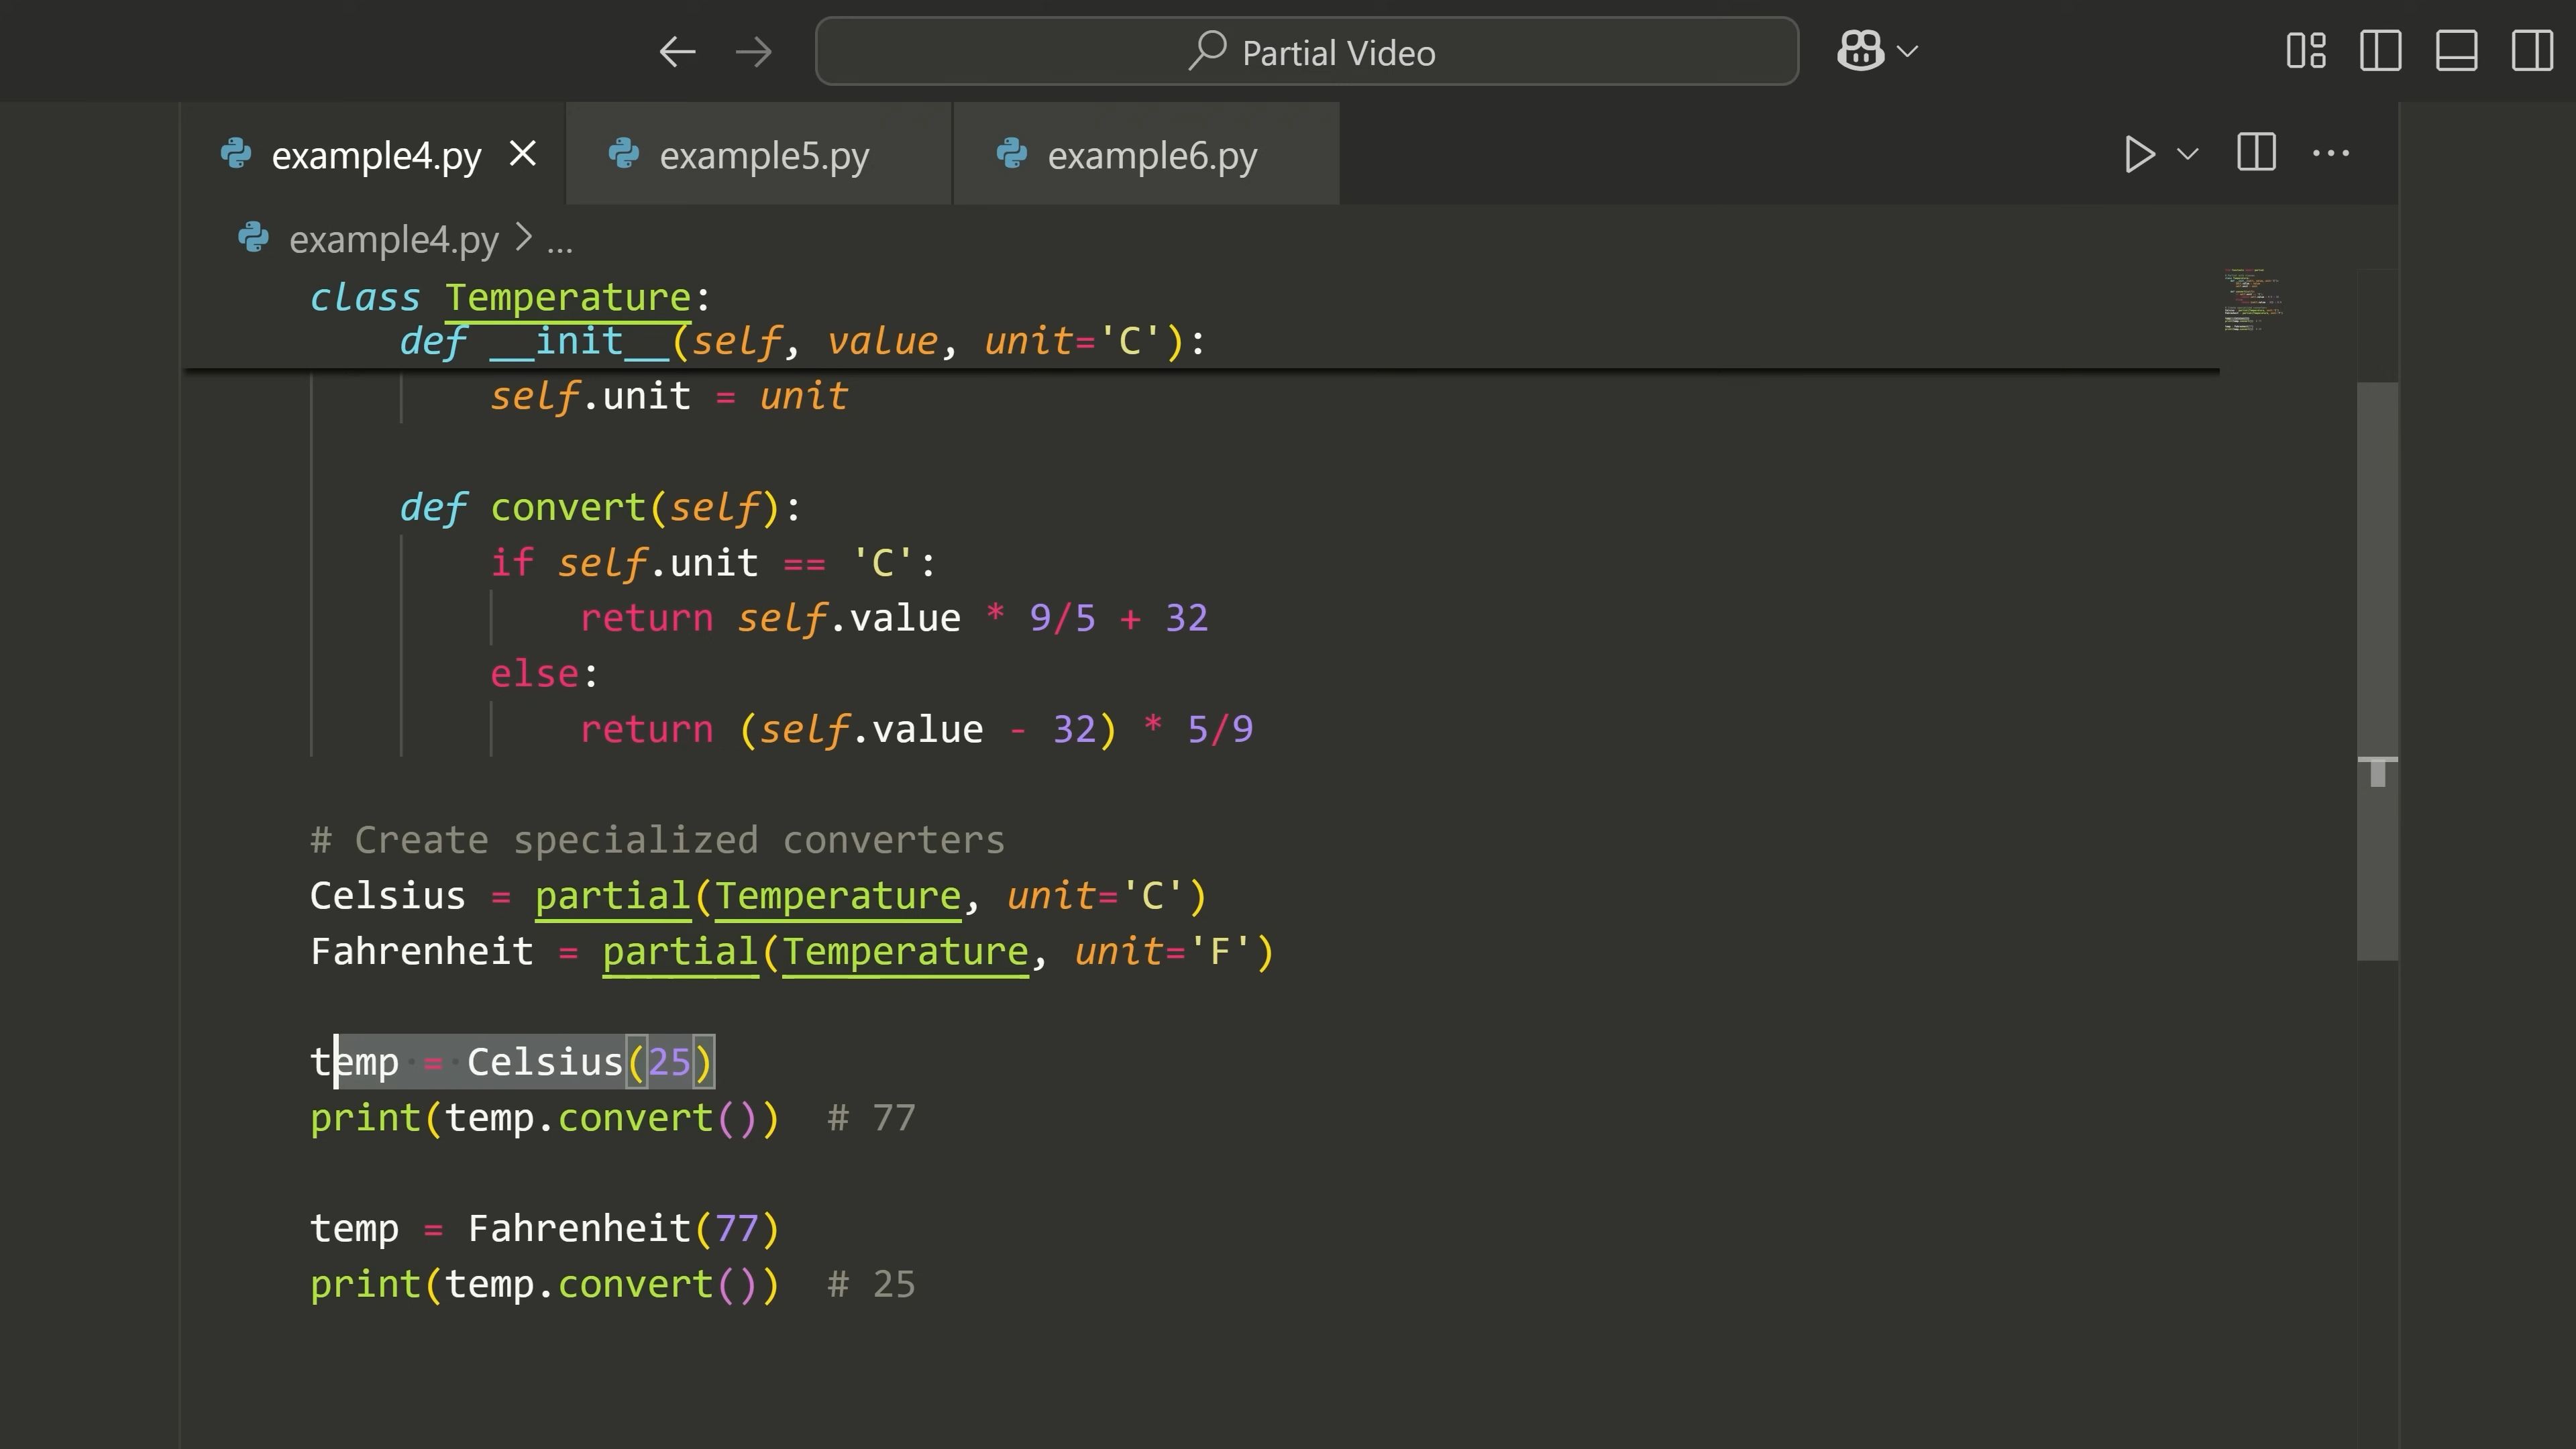 Partial Video
example4.py
example5.py
example6.py
example4.py > ...
class Temperature:
    def __init__(self, value, unit='C'):
        self.unit = unit
    def convert(self):
        if self.unit == 'C':
            return self.value * 9/5 + 32
        else:
            return (self.value - 32) * 5/9
# Create specialized converters
Celsius = partial(Temperature, unit='C')
Fahrenheit = partial(Temperature, unit='F')
temp = Celsius(25)
print(temp.convert())  # 77
temp = Fahrenheit(77)
print(temp.convert())  # 25